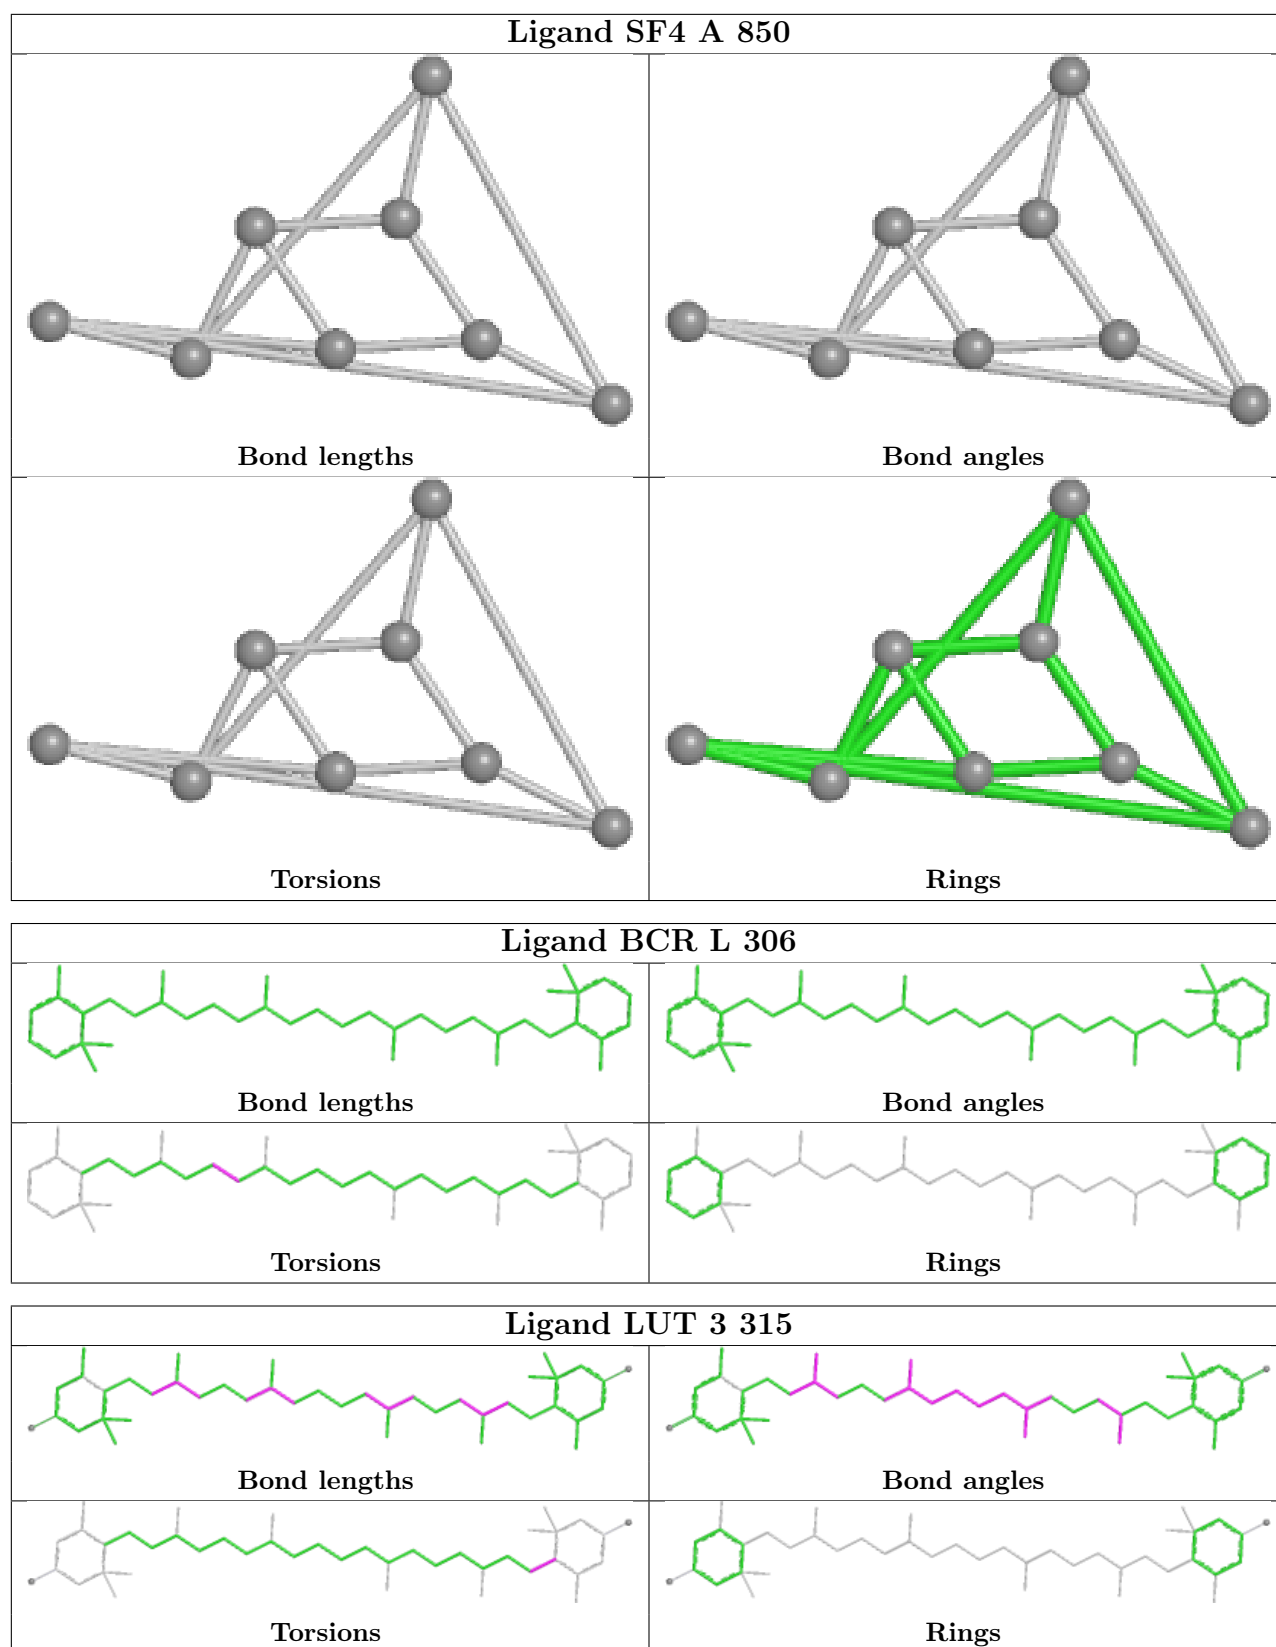 Ligand SF4 A 850
Bond lengths
Bond angles
Torsions
Rings
Ligand BCR L 306
Bond lengths
Bond angles
Torsions
Rings
Ligand LUT 3 315
Bond lengths
Bond angles
Torsions
Rings